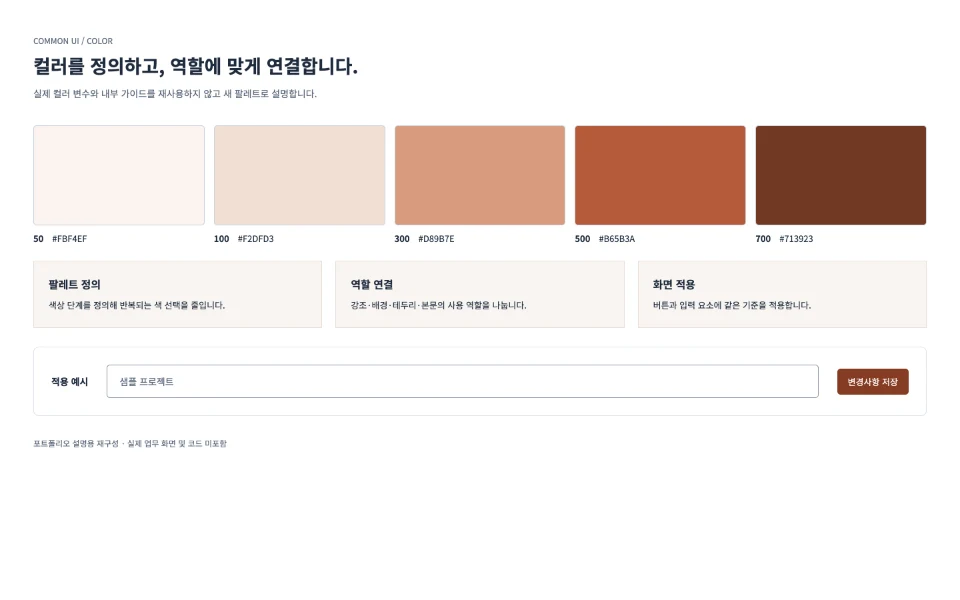 COMMON UI / COLOR
컬러를 정의하고, 역할에 맞게 연결합니다.
실제 컬러 변수와 내부 가이드를 재사용하지 않고 새 팔레트로 설명합니다.
50 #FBF4EF
100 #F2DFD3
300 #D89B7E
500 #B65B3A
700 #713923
팔레트 정의
색상 단계를 정의해 반복되는 색 선택을 줄입니다.
역할 연결
강조·배경·테두리·본문의 사용 역할을 나눕니다.
화면 적용
버튼과 입력 요소에 같은 기준을 적용합니다.
적용 예시
샘플 프로젝트
변경사항 저장
포트폴리오 설명용 재구성 · 실제 업무 화면 및 코드 미포함